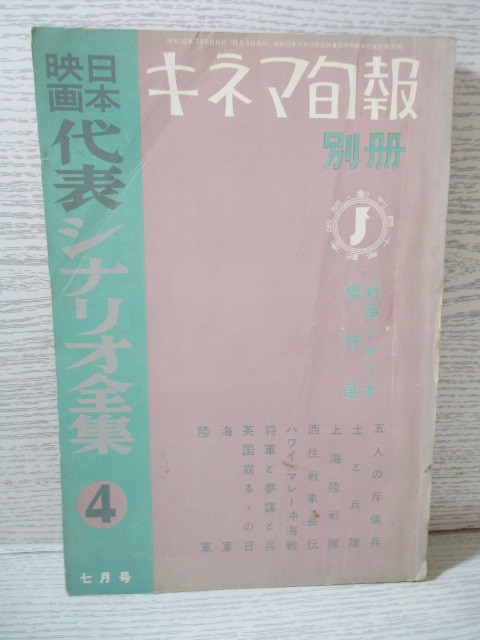 キネマ旬報
別冊
日本
映画
代表シナリオ全集
4
七月号
戦争シナリオ
傑作選
五人の斥候兵
土と兵隊
上海陸戦隊
西住戦車長伝
ハワイ・マレー沖海戦
将軍と参謀と兵
英国崩るゝの日
海軍
陸軍